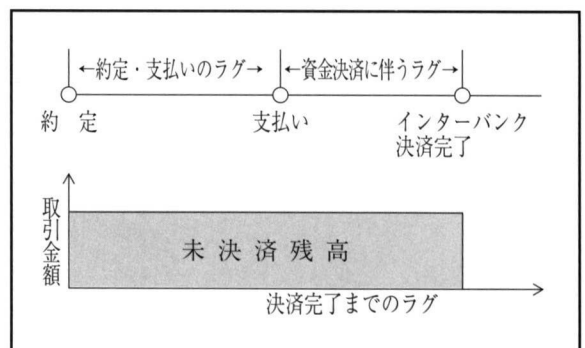 ←約定・支払いのラグ→ ←資金決済に伴うラグ→
約 定 支払い インターバンク
決済完了
取引金額
未決済残高
決済完了までのラグ